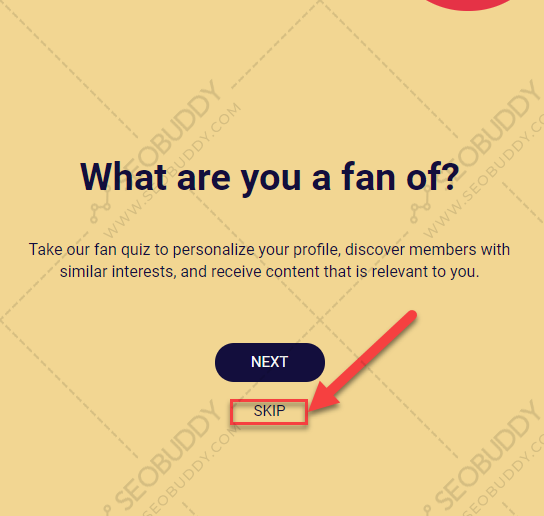 SEOBUDDY
WWW.SEOBUDDY.COM
SEOBUDDY
WWW.SEOBUDDY.COM
What are you a fan of?
Take our fan quiz to personalize your profile, discover members with
similar interests, and receive content that is relevant to you.
NEXT
SKIP
SEOBUDDY
SEOBUDDY.COM
SEOBUDDY
SEOBUDDY.COM